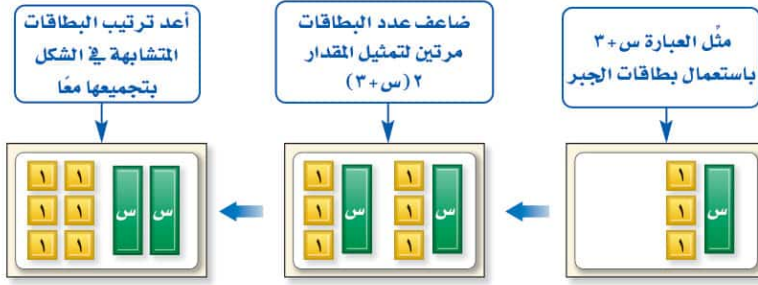 مثِّل العبارة س+٣
باستعمال بطاقات الجبر
ضاعف عدد البطاقات
مرتين لتمثيل المقدار
٢(س+٣)
أعد ترتيب البطاقات
المتشابهة في الشكل
بتجميعها معًا
س ١
١
١
س ١ س ١
١ ١
١ ١
س س ١ ١
١ ١
١ ١